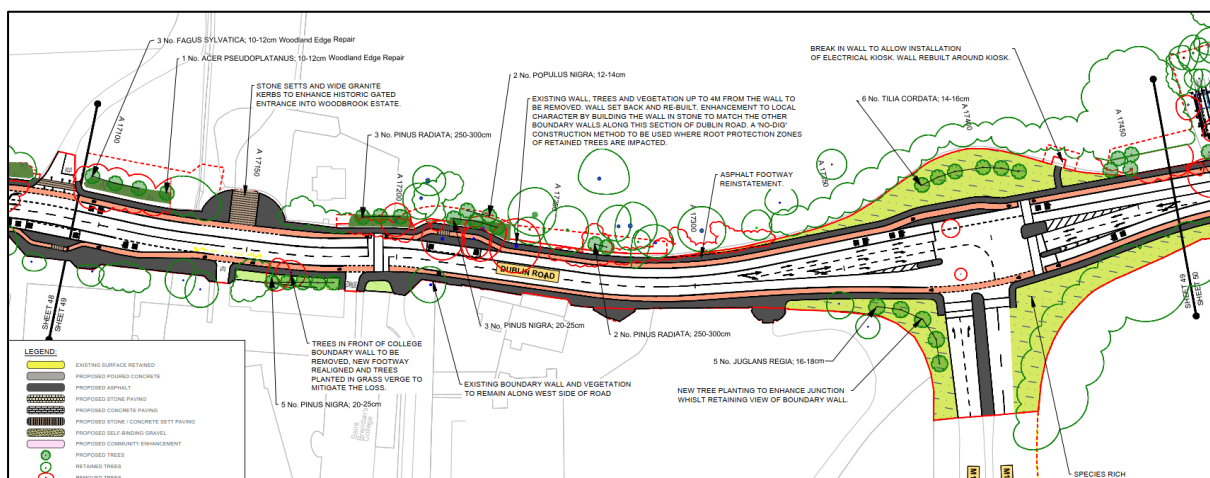 3 No. FAGUS SYLVATICA; 10-12cm Woodland Edge Repair
1 No. ACER PSEUDOPLATANUS; 10-12cm Woodland Edge Repair
STONE SETTS AND WIDE GRANITE
KERBS TO ENHANCE HISTORIC GATED
ENTRANCE INTO WOODBROOK ESTATE.
2 No. POPULUS NIGRA; 12-14cm
EXISTING WALL, TREES AND VEGETATION UP TO 4M FROM THE WALL TO
BE REMOVED. WALL SET BACK AND RE-BUILT. ENHANCEMENT TO LOCAL
CHARACTER BY BUILDING THE WALL IN STONE TO MATCH THE OTHER
BOUNDARY WALLS ALONG THIS SECTION OF DUBLIN ROAD. A 'NO-DIG'
CONSTRUCTION METHOD TO BE USED WHERE ROOT PROTECTION ZONES
OF RETAINED TREES ARE IMPACTED.
3 No. PINUS RADIATA; 250-300cm
BREAK IN WALL TO ALLOW INSTALLATION
OF ELECTRICAL KIOSK. WALL REBUILT AROUND KIOSK.
6 No. TILIA CORDATA; 14-16cm
A 17100
A 17150
A 17200
A 17300
A 17400
A 17450
ASPHALT FOOTWAY
REINSTATEMENT.
DUBLIN ROAD
SHEET 48
SHEET 49
SHEET 50
SHEET 49
3 No. PINUS NIGRA; 20-25cm
2 No. PINUS RADIATA; 250-300cm
TREES IN FRONT OF COLLEGE
BOUNDARY WALL TO BE
REMOVED, NEW FOOTWAY
REALIGNED AND TREES
PLANTED IN GRASS VERGE TO
MITIGATE THE LOSS.
5 No. PINUS NIGRA; 20-25cm
EXISTING BOUNDARY WALL AND VEGETATION
TO REMAIN ALONG WEST SIDE OF ROAD
5 No. JUGLANS REGIA; 16-18cm
NEW TREE PLANTING TO ENHANCE JUNCTION
WHISLT RETAINING VIEW OF BOUNDARY WALL.
SPECIES RICH
Saint
Brendan's
College
LEGEND:
EXISTING SURFACE RETAINED
PROPOSED POURED CONCRETE
PROPOSED ASPHALT
PROPOSED STONE PAVING
PROPOSED CONCRETE PAVING
PROPOSED STONE / CONCRETE SETT PAVING
PROPOSED SELF-BINDING GRAVEL
PROPOSED COMMUNITY ENHANCEMENT
PROPOSED TREES
RETAINED TREES
REMOVED TREES